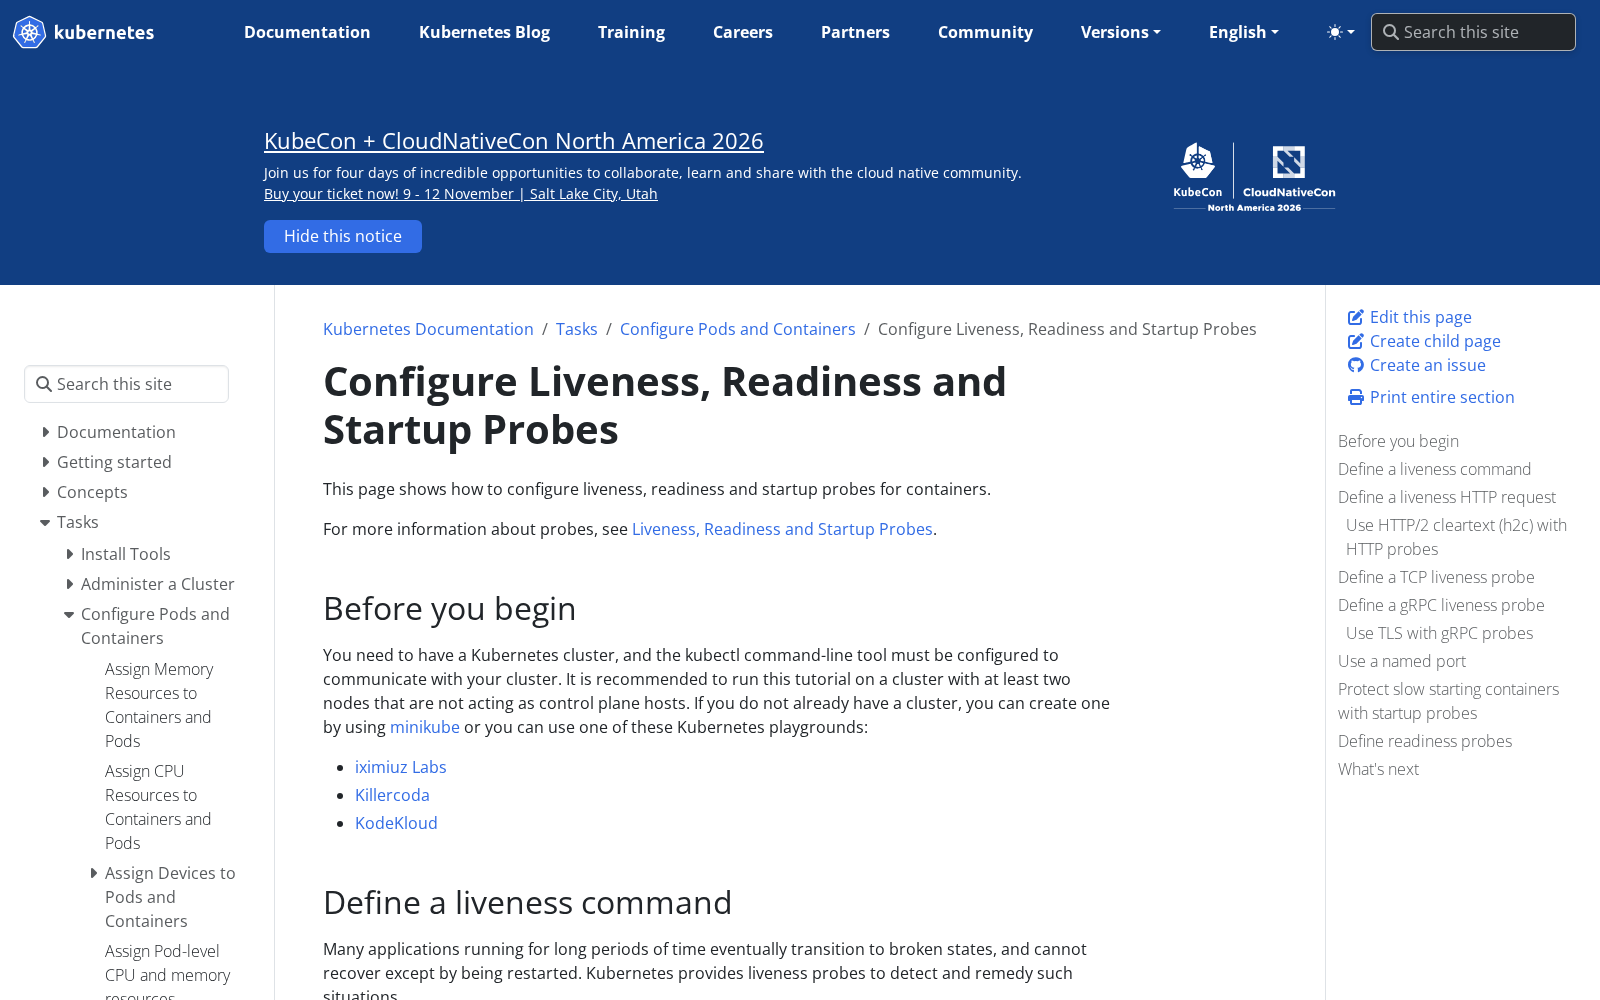 kubernetes
Documentation
Kubernetes Blog
Training
Careers
Partners
Community
Versions
English
Search this site
KubeCon + CloudNativeCon North America 2026
Join us for four days of incredible opportunities to collaborate, learn and share with the cloud native community.
Buy your ticket now! 9 - 12 November | Salt Lake City, Utah
Hide this notice
KubeCon
CloudNativeCon
North America 2026
Search this site
Documentation
Getting started
Concepts
Tasks
Install Tools
Administer a Cluster
Configure Pods and
Containers
Assign Memory
Resources to
Containers and
Pods
Assign CPU
Resources to
Containers and
Pods
Assign Devices to
Pods and
Containers
Assign Pod-level
CPU and memory
resources
Kubernetes Documentation / Tasks / Configure Pods and Containers / Configure Liveness, Readiness and Startup Probes
Configure Liveness, Readiness and
Startup Probes
This page shows how to configure liveness, readiness and startup probes for containers.
For more information about probes, see Liveness, Readiness and Startup Probes.
Before you begin
You need to have a Kubernetes cluster, and the kubectl command-line tool must be configured to
communicate with your cluster. It is recommended to run this tutorial on a cluster with at least two
nodes that are not acting as control plane hosts. If you do not already have a cluster, you can create one
by using minikube or you can use one of these Kubernetes playgrounds:
iximiuz Labs
Killercoda
KodeKloud
Define a liveness command
Many applications running for long periods of time eventually transition to broken states, and cannot
recover except by being restarted. Kubernetes provides liveness probes to detect and remedy such
situations.
Edit this page
Create child page
Create an issue
Print entire section
Before you begin
Define a liveness command
Define a liveness HTTP request
Use HTTP/2 cleartext (h2c) with
HTTP probes
Define a TCP liveness probe
Define a gRPC liveness probe
Use TLS with gRPC probes
Use a named port
Protect slow starting containers
with startup probes
Define readiness probes
What's next